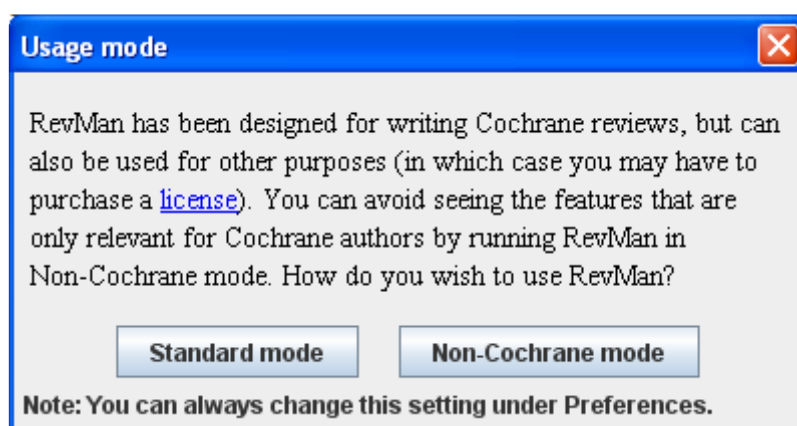 Usage mode
RevMan has been designed for writing Cochrane reviews, but can
also be used for other purposes (in which case you may have to
purchase a license). You can avoid seeing the features that are
only relevant for Cochrane authors by running RevMan in
Non-Cochrane mode. How do you wish to use RevMan?
Standard mode Non-Cochrane mode
Note: You can always change this setting under Preferences.